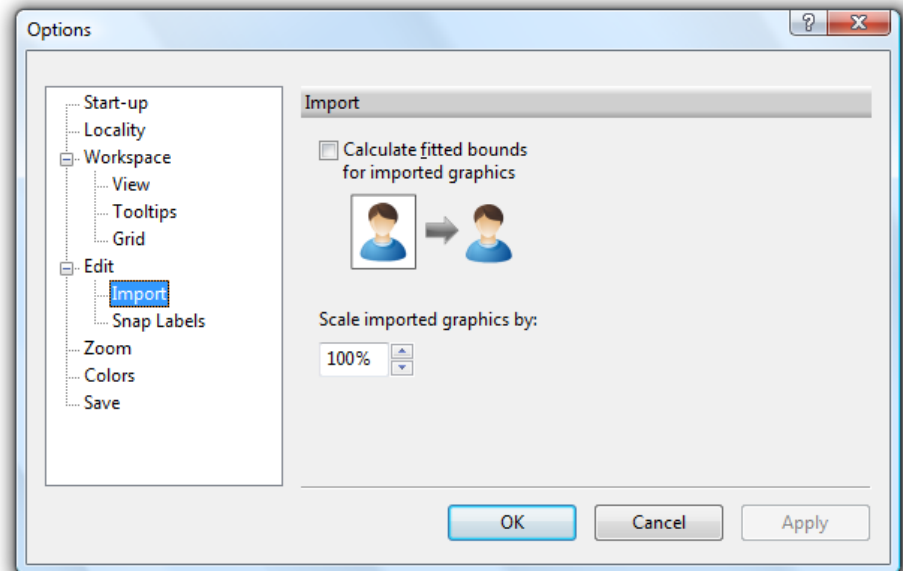 Options
?
Start-up
Locality
Workspace
View
Tooltips
Grid
Edit
Import
Snap Labels
Zoom
Colors
Save
Import
Calculate fitted bounds
for imported graphics
Scale imported graphics by:
100%
OK
Cancel
Apply